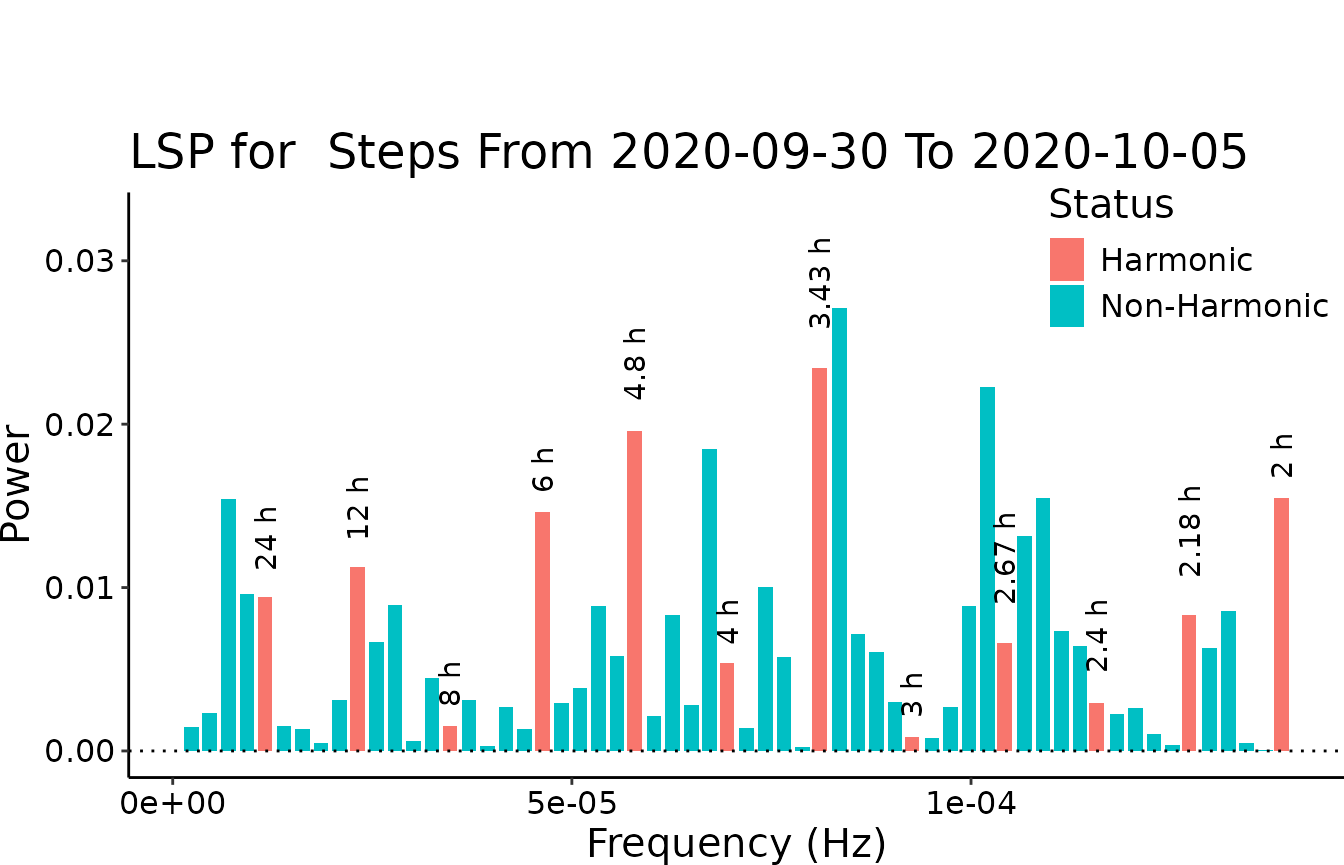 LSP for  Steps From 2020-09-30 To 2020-10-05
Status
Harmonic
Non-Harmonic
Power
0.03
0.02
0.01
0.00
24 h
12 h
8 h
6 h
4.8 h
4 h
3.43 h
3 h
2.67 h
2.4 h
2.18 h
2 h
0e+00
5e-05
1e-04
Frequency (Hz)